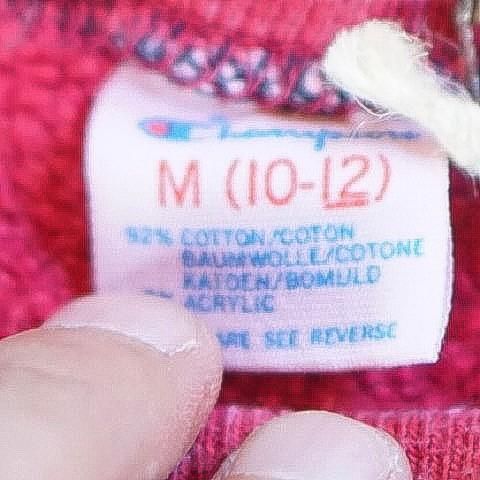 Champion
M (10-12)
92% COTTON/COTON
BAUMWOLLE/COTONE
KATOEN/BOMULD
ACRYLIC
SEE REVERSE